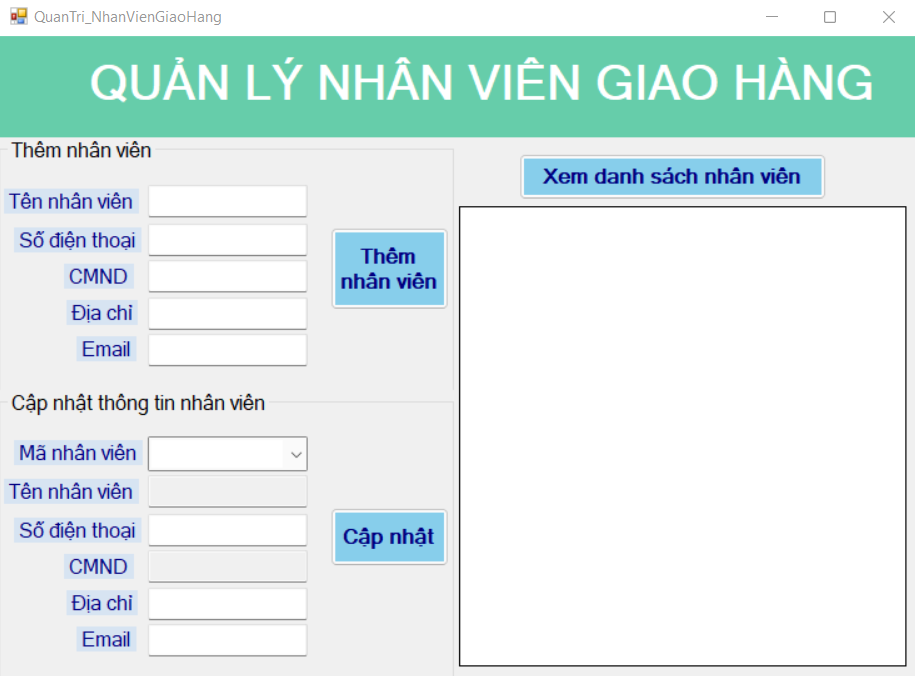 QuanTri_NhanVienGiaoHang
QUẢN LÝ NHÂN VIÊN GIAO HÀNG
Thêm nhân viên
Tên nhân viên
Số điện thoại
CMND
Địa chỉ
Email
Thêm
nhân viên
Cập nhật thông tin nhân viên
Mã nhân viên
Tên nhân viên
Số điện thoại
CMND
Địa chỉ
Email
Cập nhật
Xem danh sách nhân viên